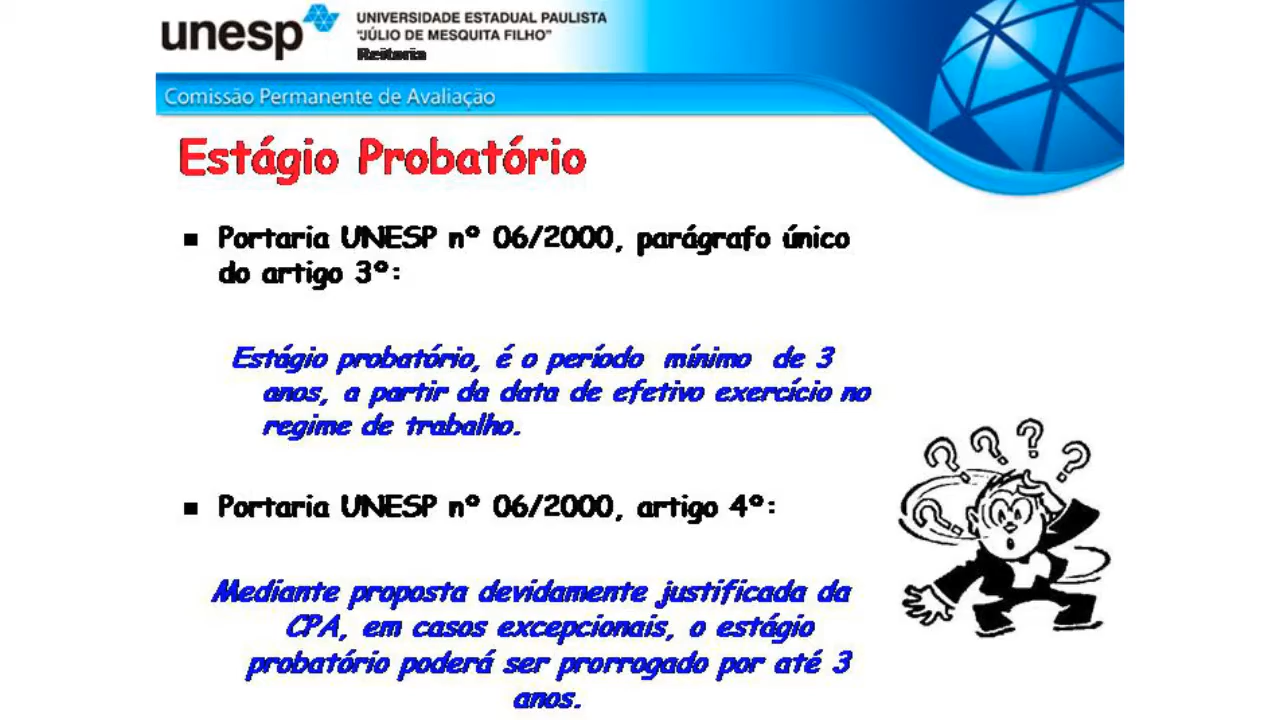 unesp
UNIVERSIDADE ESTADUAL PAULISTA
"JÚLIO DE MESQUITA FILHO"
Reitoria
Comissão Permanente de Avaliação
Estágio Probatório
■ Portaria UNESP nº 06/2000, parágrafo único
do artigo 3º:
Estágio probatório, é o período mínimo de 3
anos, a partir da data de efetivo exercício no
regime de trabalho.
■ Portaria UNESP nº 06/2000, artigo 4º:
Mediante proposta devidamente justificada da
CPA, em casos excepcionais, o estágio
probatório poderá ser prorrogado por até 3
anos.
? ? ? ?
?